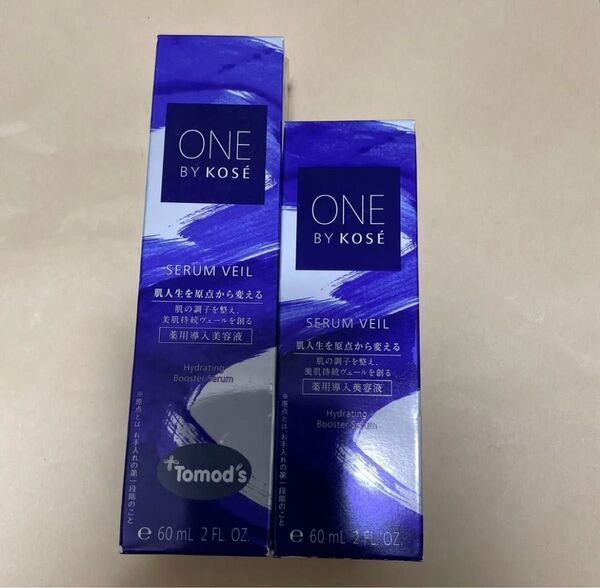 ONE
BY KOSÉ
SERUM VEIL
肌人生を原点から変える
肌の調子を整え、
美肌持続ヴェールを創る
薬用導入美容液
Hydrating
Booster Serum
※原点とは、お手入れの第一段階のこと
Tomod's
e 60 mL 2 FL. OZ.
ONE
BY KOSÉ
SERUM VEIL
肌人生を原点から変える
肌の調子を整え、
美肌持続ヴェールを創る
薬用導入美容液
Hydrating
Booster Serum
※原点とは、お手入れの第一段階のこと
e 60 mL 2 FL. OZ.